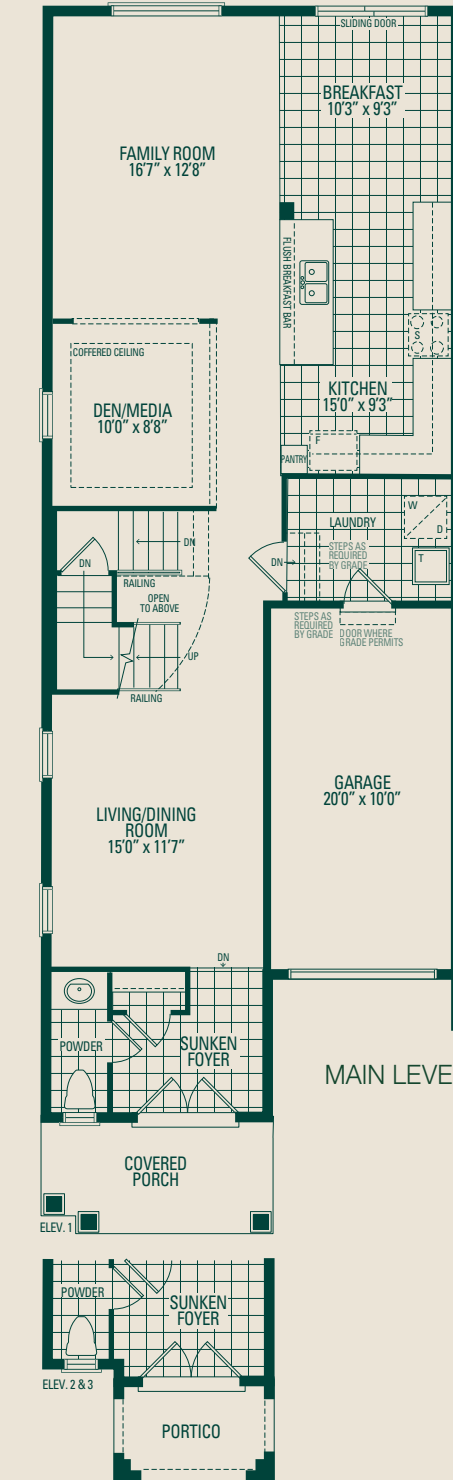 SLIDING DOOR
BREAKFAST
10'3" x 9'3"
FAMILY ROOM
16'7" x 12'8"
FLUSH BREAKFAST BAR
S
COFFERED CEILING
DEN/MEDIA
10'0" x 8'8"
KITCHEN
15'0" x 9'3"
F
PANTRY
W
D
LAUNDRY
T
DN
STEPS AS
REQUIRED
BY GRADE
DN
DN
RAILING
OPEN
TO ABOVE
UP
RAILING
STEPS AS
REQUIRED
BY GRADE
DOOR WHERE
GRADE PERMITS
GARAGE
20'0" x 10'0"
LIVING/DINING
ROOM
15'0" x 11'7"
DN
POWDER
SUNKEN
FOYER
MAIN LEVE
COVERED
PORCH
ELEV. 1
POWDER
SUNKEN
FOYER
ELEV. 2 & 3
PORTICO